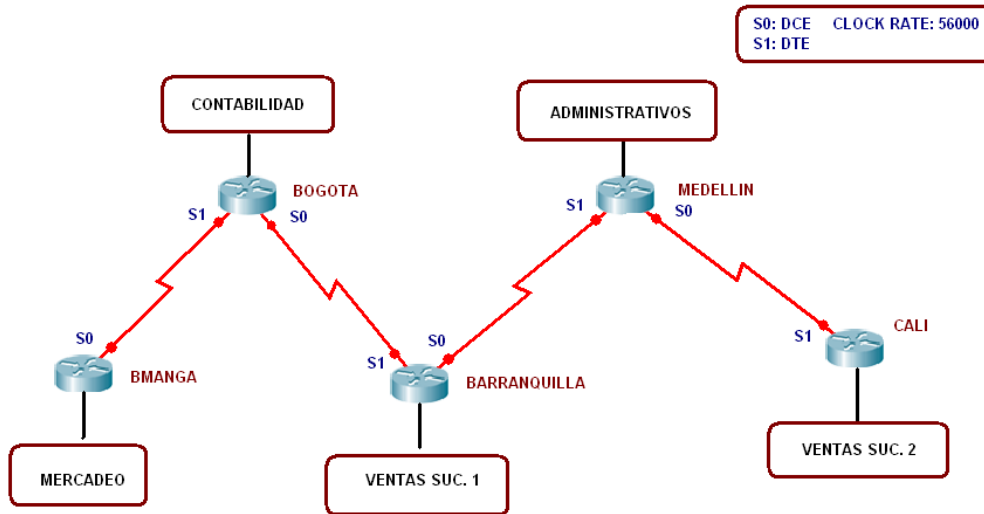 S0: DCE CLOCK RATE: 56000
S1: DTE
CONTABILIDAD
ADMINISTRATIVOS
BOGOTA
MEDELLIN
S1
S0
S1
S0
S0
BMANGA
S1
S0
BARRANQUILLA
S1
CALI
MERCADEO
VENTAS SUC. 1
VENTAS SUC. 2